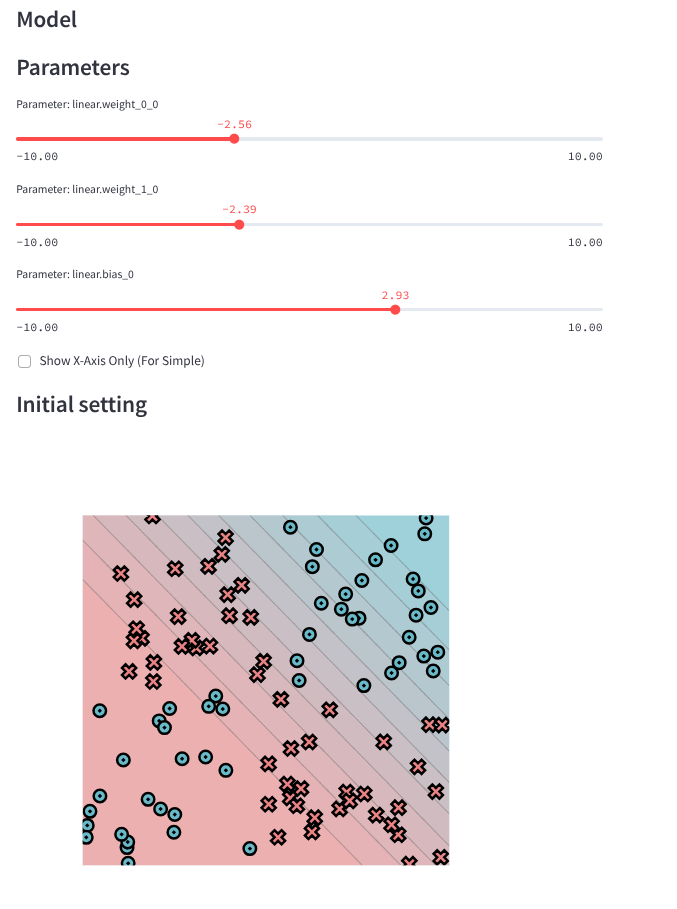 Model
Parameters
Parameter: linear.weight_0_0
-2.56
-10.00 10.00
Parameter: linear.weight_1_0
-2.39
-10.00 10.00
Parameter: linear.bias_0
2.93
-10.00 10.00
Show X-Axis Only (For Simple)
Initial setting